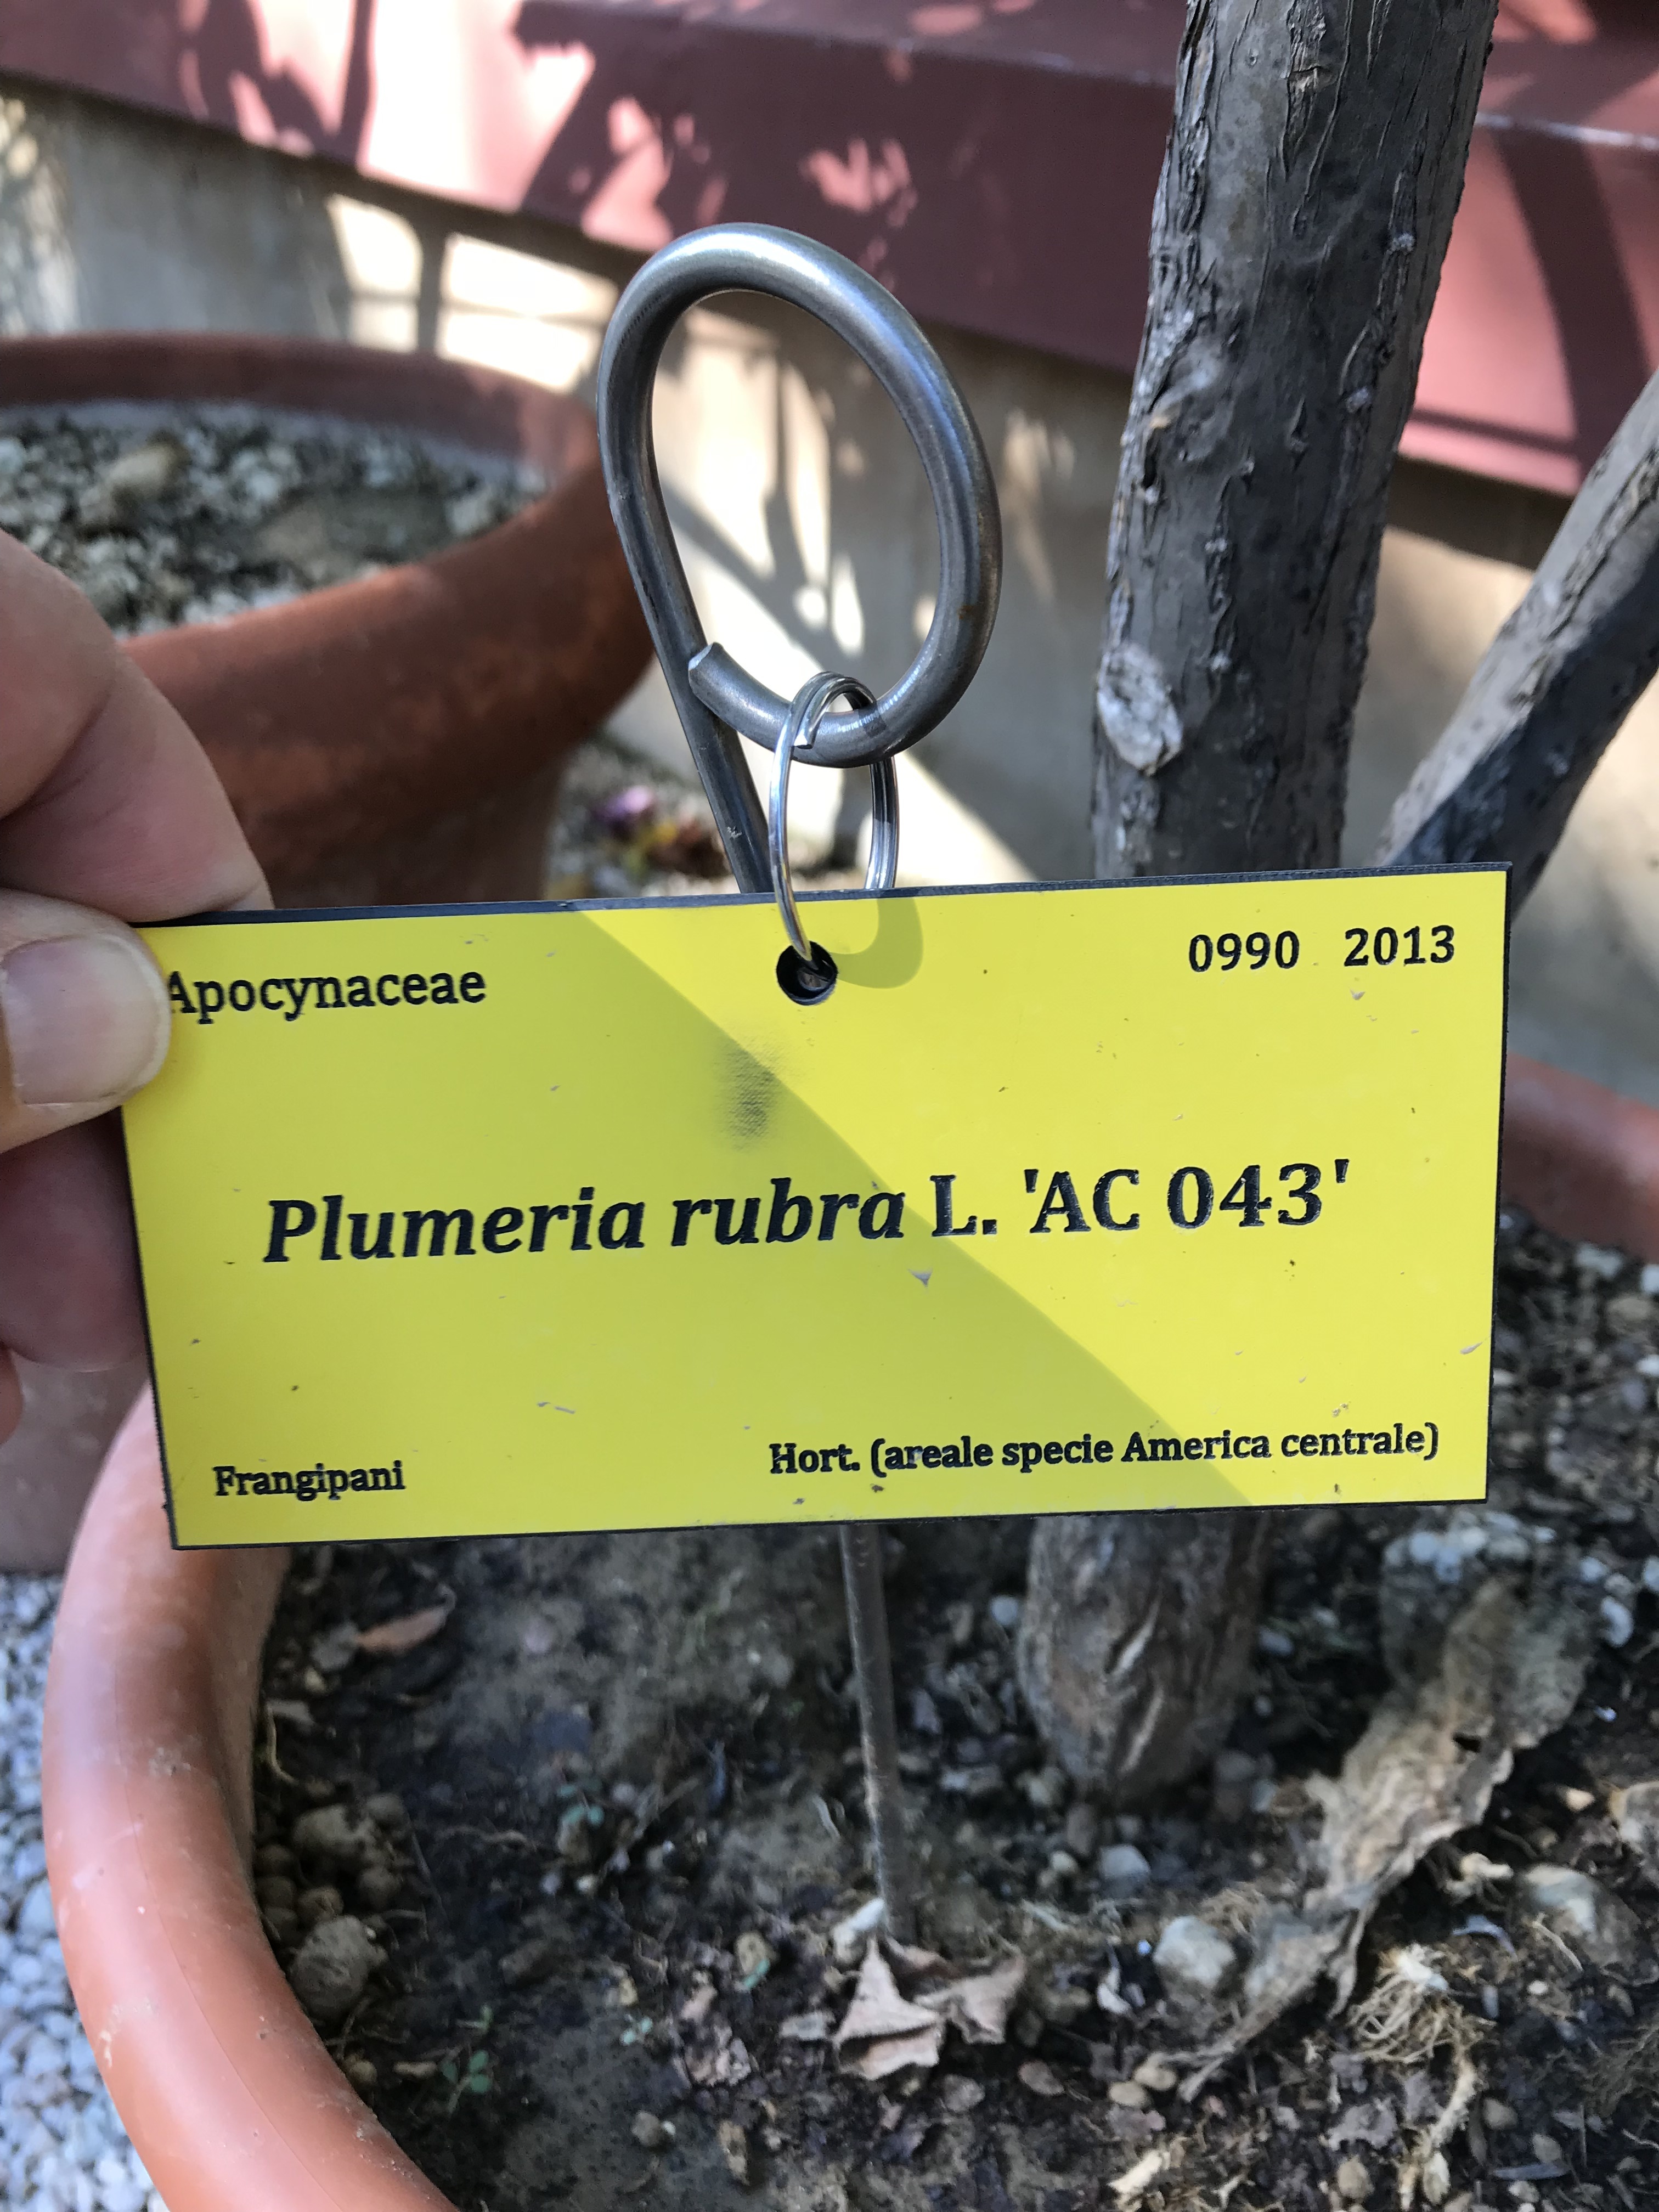 Apocynaceae 0990 2013
Plumeria rubra L. 'AC 043'
Frangipani Hort. (areale specie America centrale)